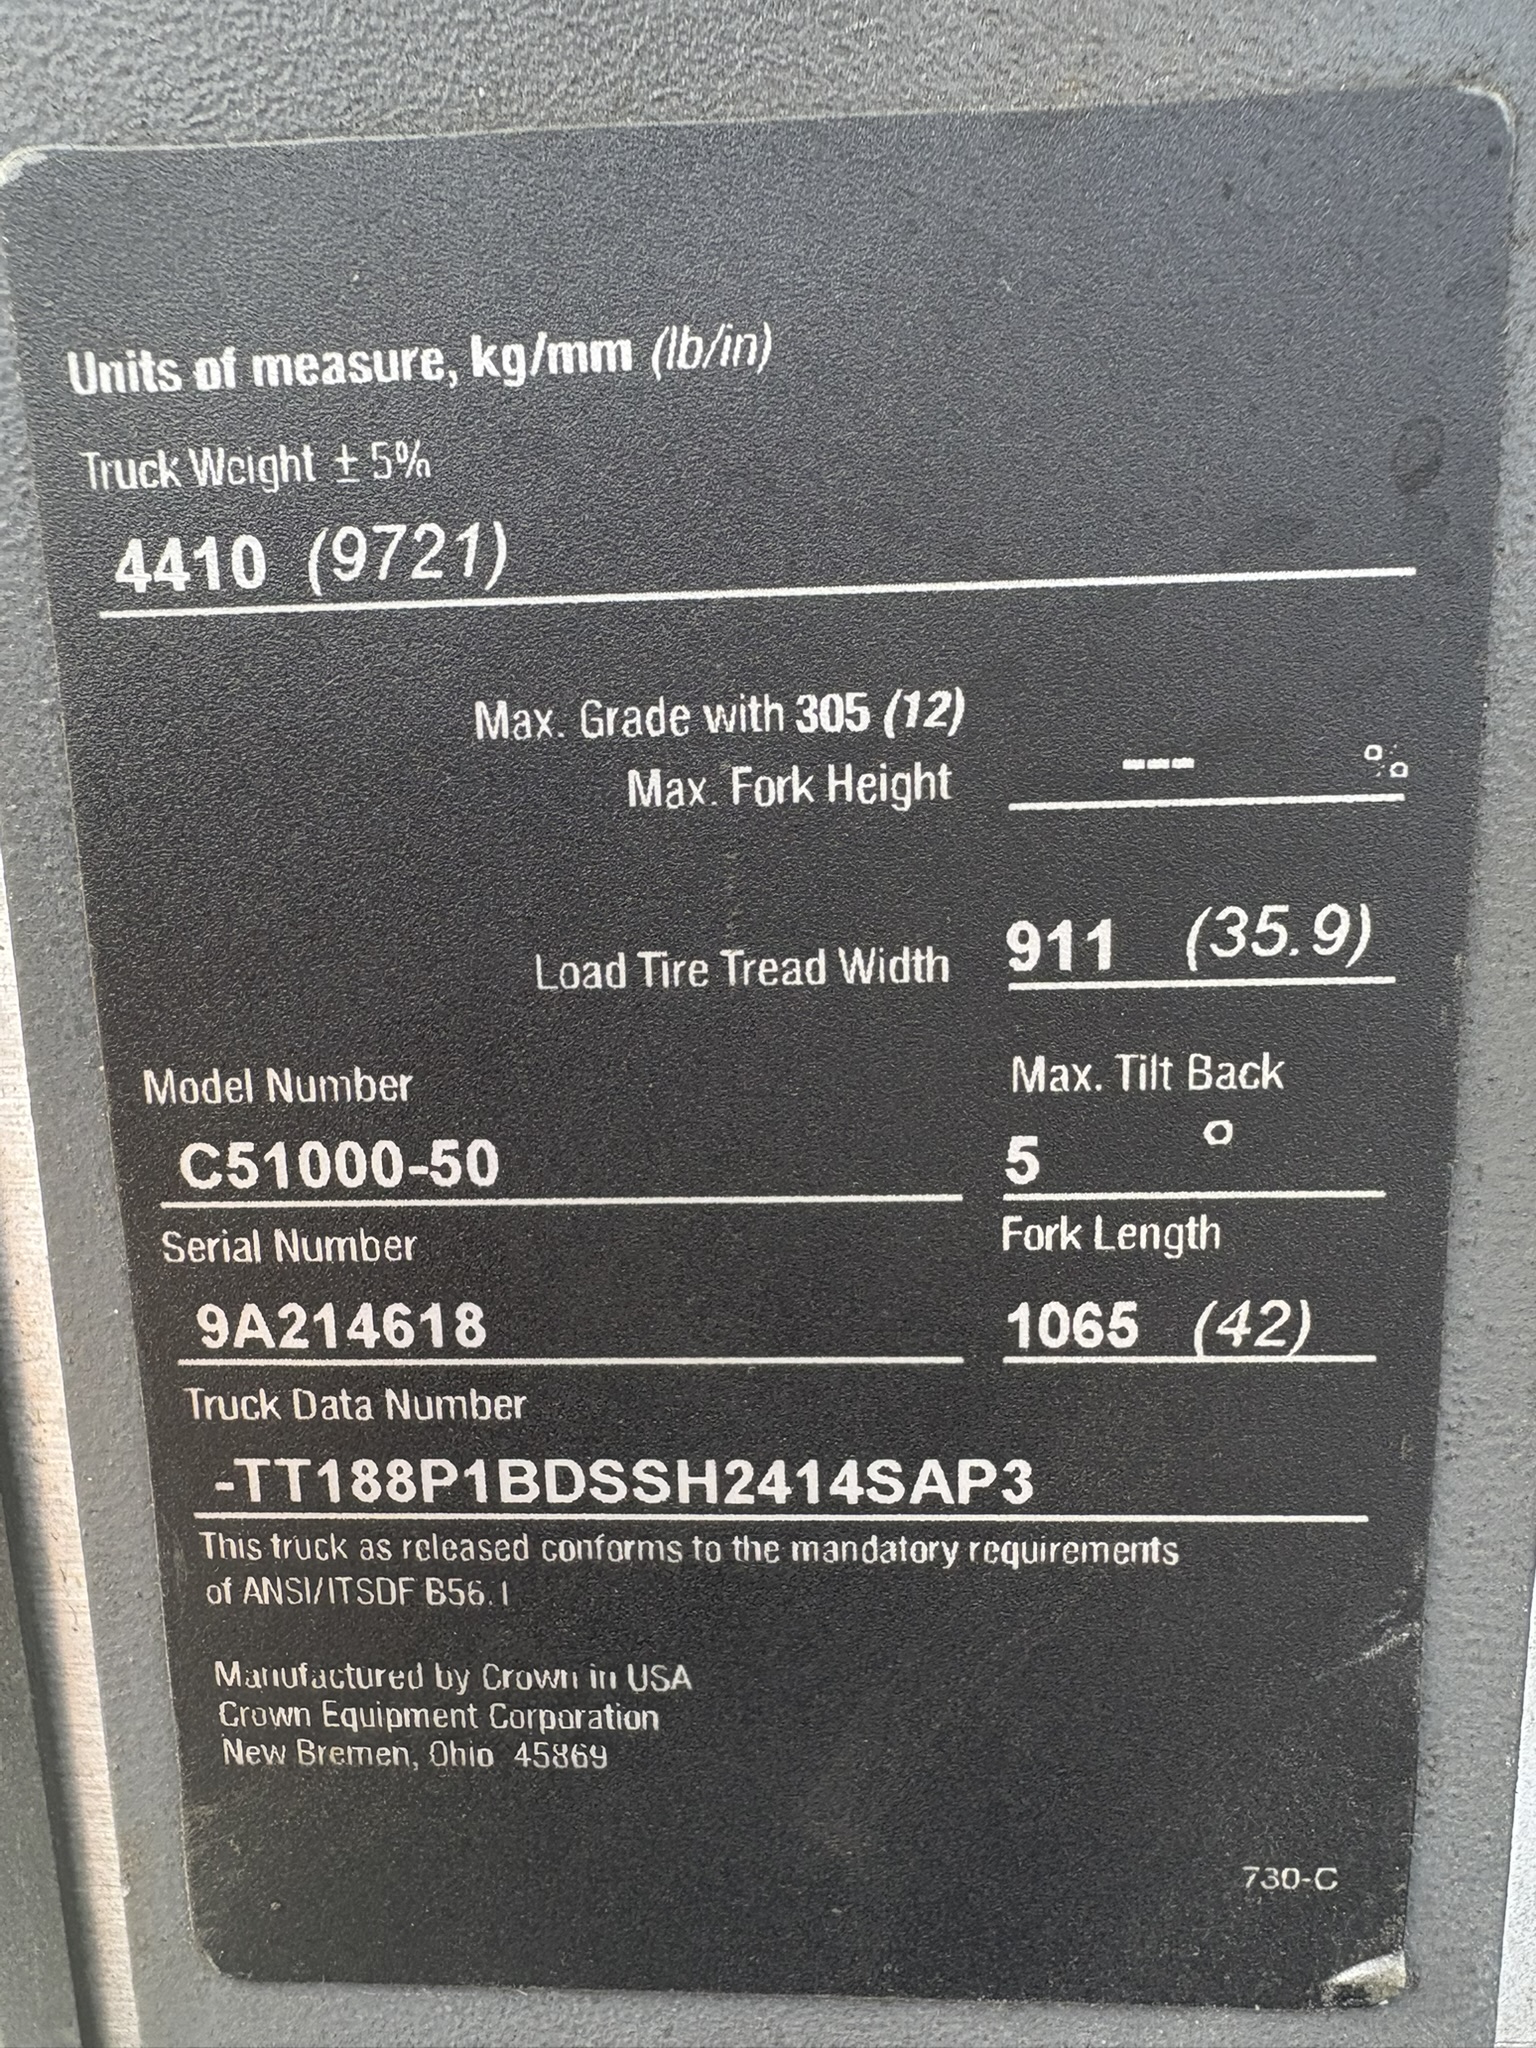 Units of measure, kg/mm (lb/in)
Truck Weight ± 5%
4410 (9721)
Max. Grade with 305 (12)
Max. Fork Height --- %
Load Tire Tread Width 911 (35.9)
Model Number Max. Tilt Back
C51000-50 5 °
Serial Number Fork Length
9A214618 1065 (42)
Truck Data Number
-TT188P1BDSSH2414SAP3
This truck as released conforms to the mandatory requirements
of ANSI/ITSDF B56.1
Manufactured by Crown in USA
Crown Equipment Corporation
New Bremen, Ohio 45869
730-C